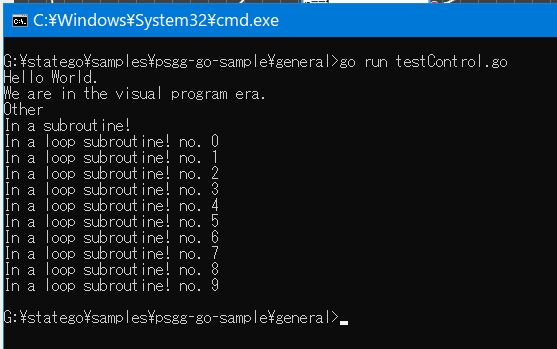 C:¥Windows¥System32¥cmd.exe
G:¥statego¥samples¥psgg-go-sample¥general>go run testControl.go
Hello World.
We are in the visual program era.
Other
In a subroutine!
In a loop subroutine! no. 0
In a loop subroutine! no. 1
In a loop subroutine! no. 2
In a loop subroutine! no. 3
In a loop subroutine! no. 4
In a loop subroutine! no. 5
In a loop subroutine! no. 6
In a loop subroutine! no. 7
In a loop subroutine! no. 8
In a loop subroutine! no. 9
G:¥statego¥samples¥psgg-go-sample¥general>